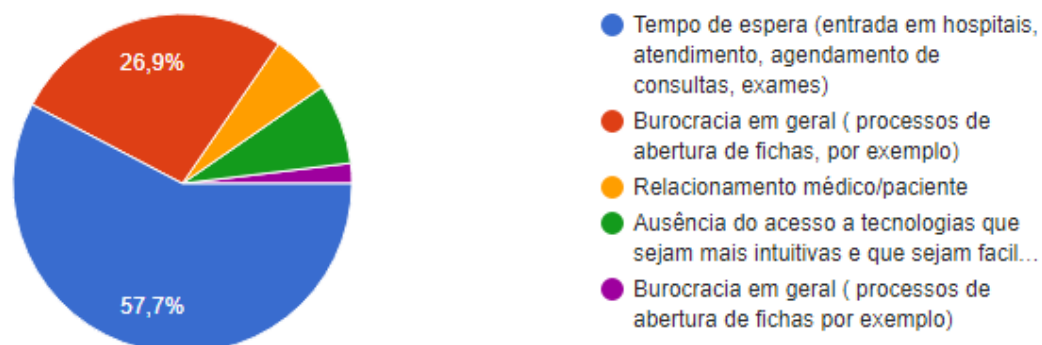 26,9%
57,7%
Tempo de espera (entrada em hospitais,
atendimento, agendamento de
consultas, exames)
Burocracia em geral ( processos de
abertura de fichas, por exemplo)
Relacionamento médico/paciente
Ausência do acesso a tecnologias que
sejam mais intuitivas e que sejam facil...
Burocracia em geral ( processos de
abertura de fichas por exemplo)